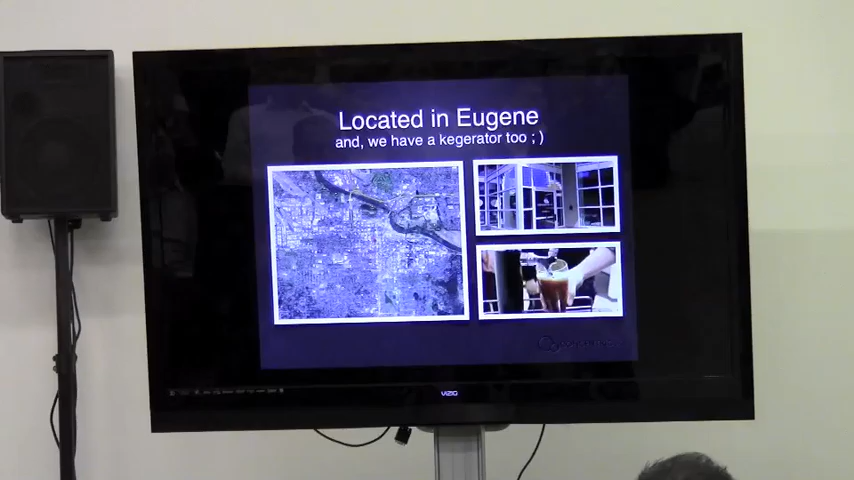 Located in Eugene
and, we have a kegerator too ; )
VIZIO